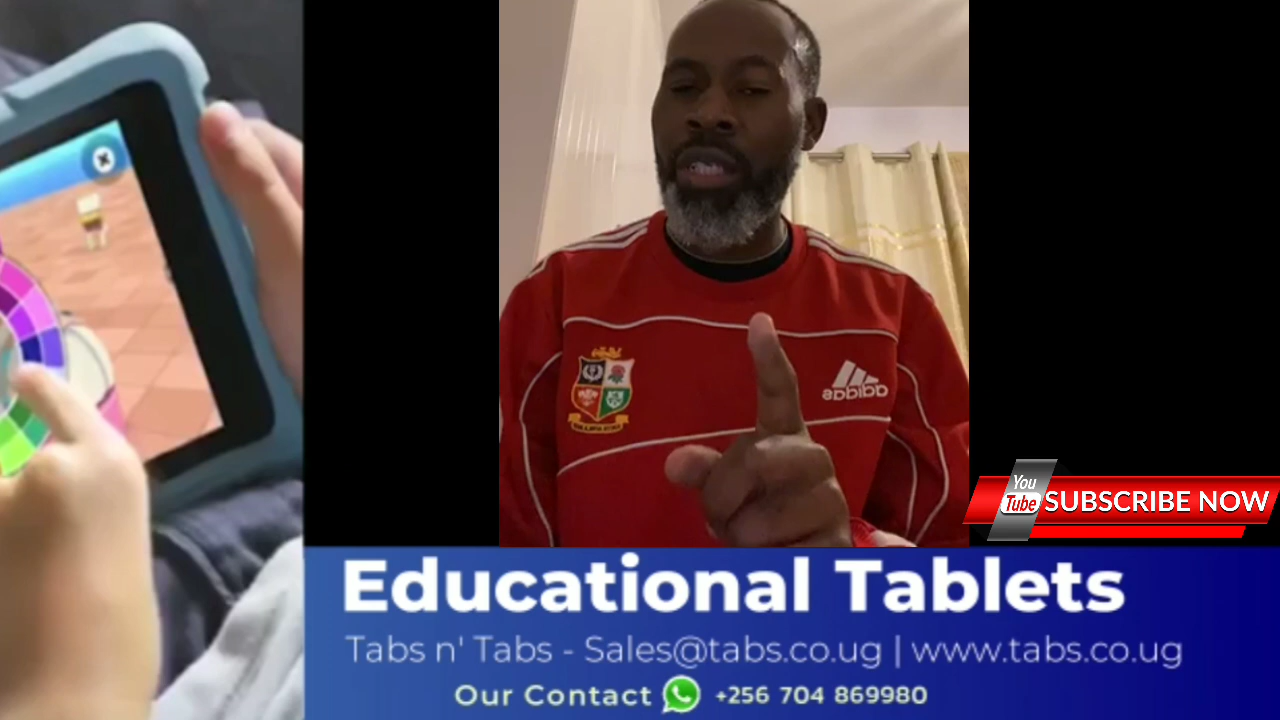 adidas
You
Tube
SUBSCRIBE NOW
Educational Tablets
Tabs n' Tabs - Sales@tabs.co.ug | www.tabs.co.ug
Our Contact +256 704 869980